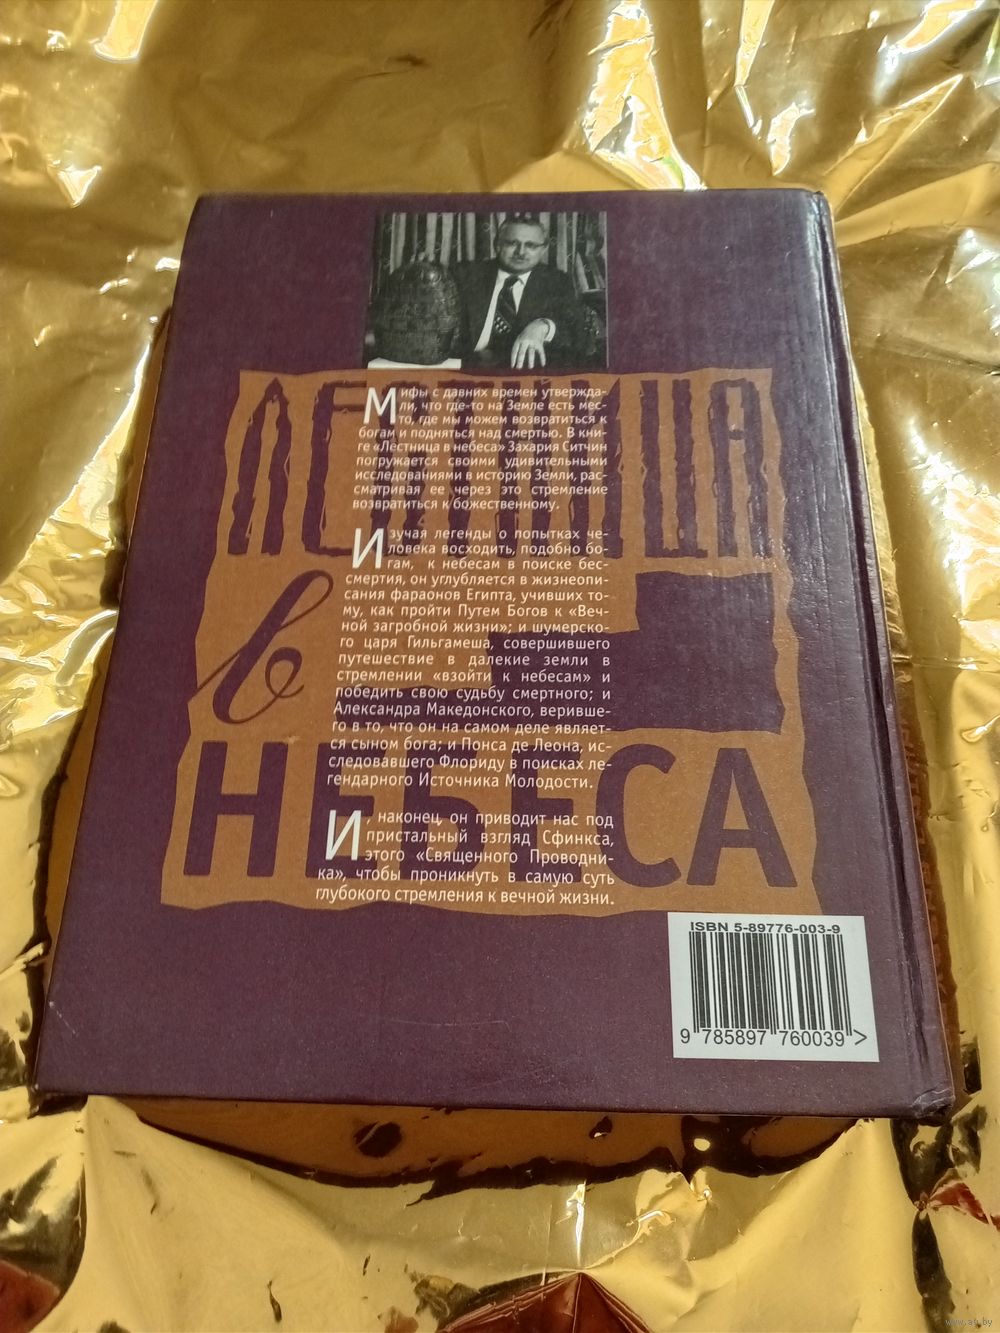 ЛЕСТНИЦА
в
НЕБЕСА
Мифы с давних времен утвержда-
ли, что где-то на Земле есть мес-
то, где мы можем возвратиться к
богам и подняться над смертью. В кни-
ге «Лестница в небеса» Захария Ситчин
погружается своими удивительными
исследованиями в историю Земли, рас-
сматривая ее через это стремление
возвратиться к божественному.
Изучая легенды о попытках че-
ловека восходить, подобно бо-
гам, к небесам в поиске бес-
смертия, он углубляется в жизнеопи-
сания фараонов Египта, учивших то-
му, как пройти Путем Богов к «Веч-
ной загробной жизни»; и шумерско-
го царя Гильгамеша, совершившего
путешествие в далекие земли в
стремлении «взойти к небесам» и
победить свою судьбу смертного; и
Александра Македонского, веривше-
го в то, что он на самом деле являет-
ся сыном бога; и Понса де Леона, ис-
следовавшего Флориду в поисках ле-
гендарного Источника Молодости.
И, наконец, он приводит нас под
пристальный взгляд Сфинкса,
этого «Священного Проводни-
ка», чтобы проникнуть в самую суть
глубокого стремления к вечной жизни.
ISBN 5-89776-003-9
9 785897 760039 >
www.ay.by